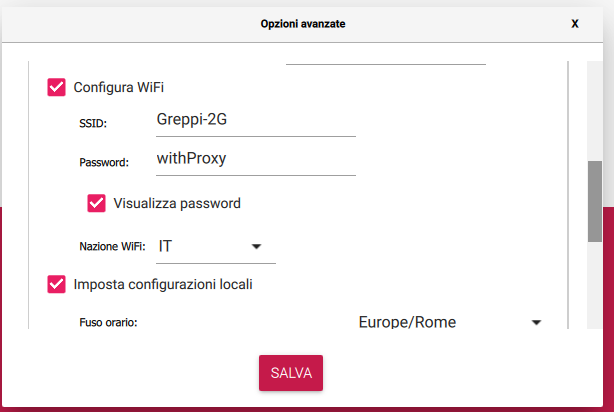 Opzioni avanzate X
Configura WiFi
SSID: Greppi-2G
Password: withProxy
Visualizza password
Nazione WiFi: IT
Imposta configurazioni locali
Fuso orario: Europe/Rome
SALVA